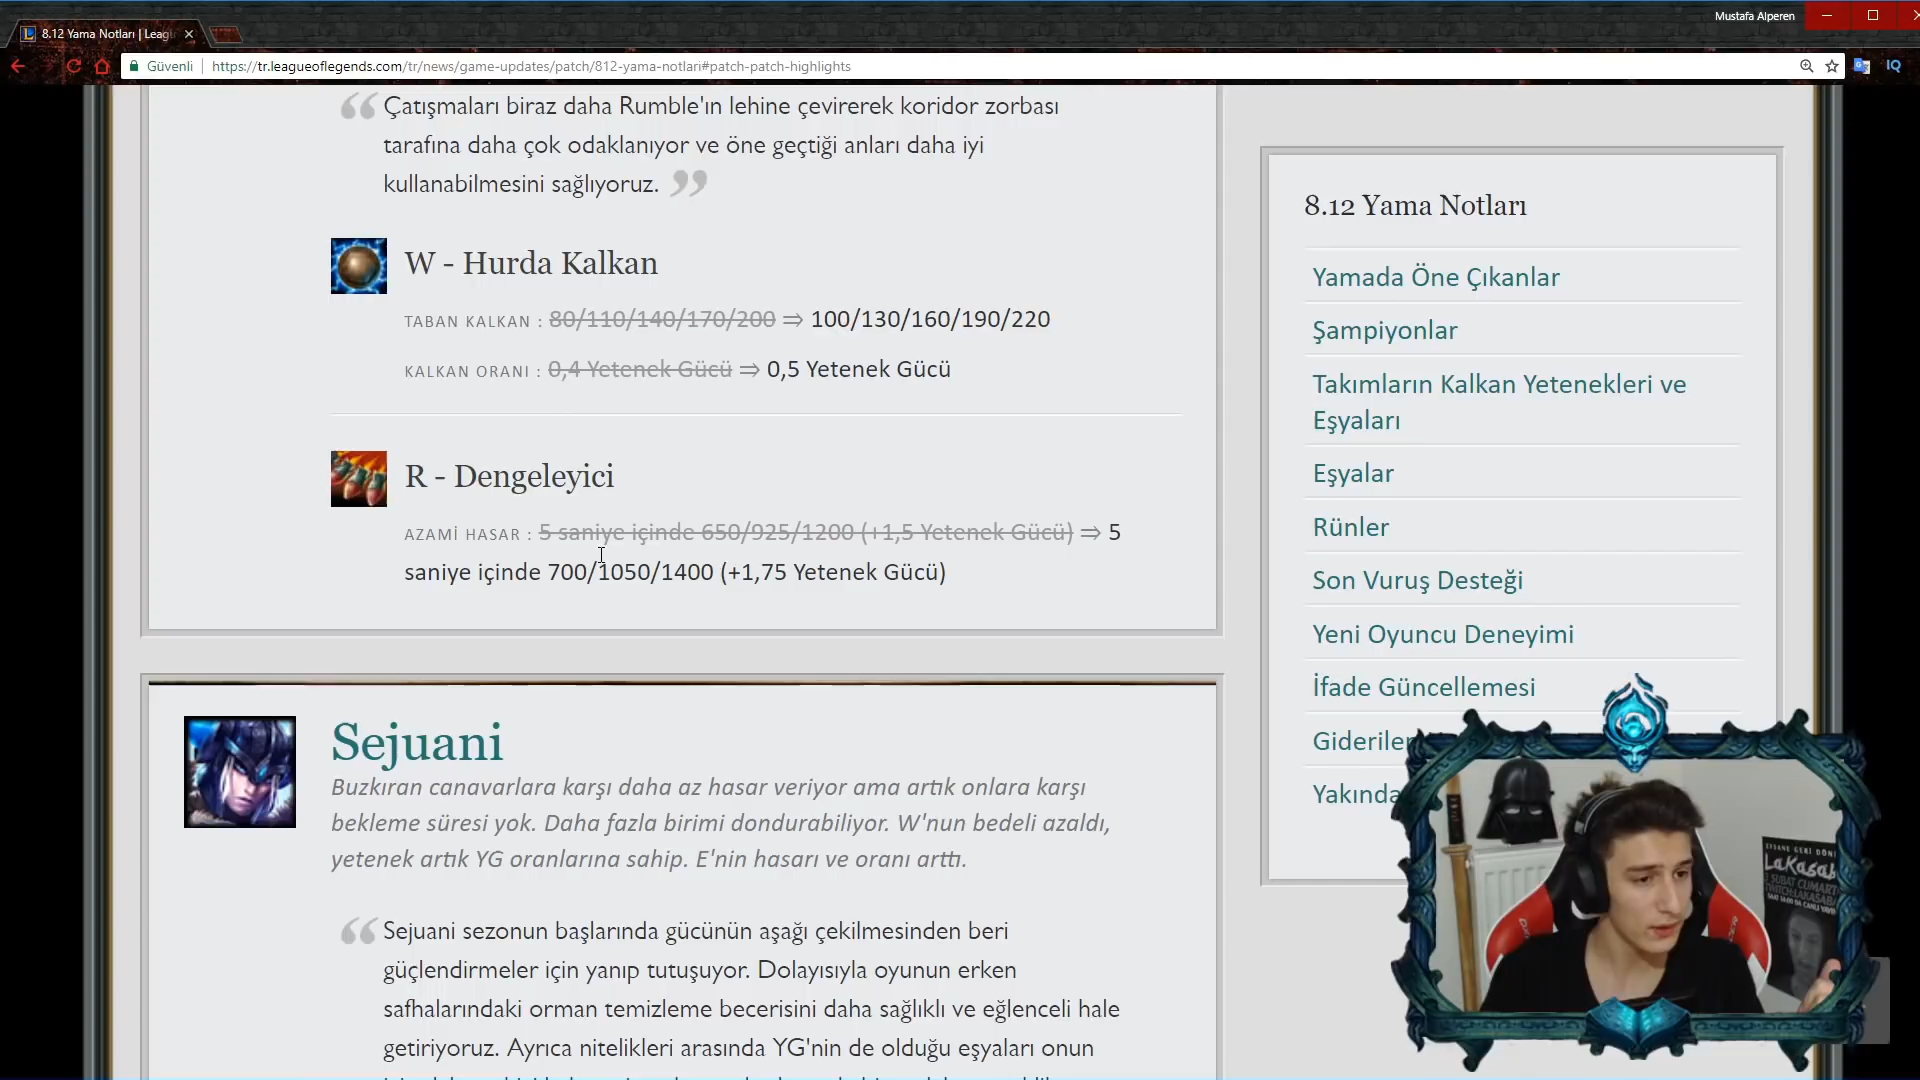 Mustafa Alperen
8.12 Yama Notları | Leag
Güvenli
https://tr.leagueoflegends.com/tr/news/game-updates/patch/812-yama-notlari#patch-patch-highlights
IQ
“ Çatışmaları biraz daha Rumble'ın lehine çevirerek koridor zorbası
tarafına daha çok odaklanıyor ve öne geçtiği anları daha iyi
kullanabilmesini sağlıyoruz. ”
W - Hurda Kalkan
TABAN KALKAN : 80/110/140/170/200 ⇒ 100/130/160/190/220
KALKAN ORANI : 0,4 Yetenek Gücü ⇒ 0,5 Yetenek Gücü
R - Dengeleyici
AZAMİ HASAR : 5 saniye içinde 650/925/1200 (+1,5 Yetenek Gücü) ⇒ 5
saniye içinde 700/1050/1400 (+1,75 Yetenek Gücü)
Sejuani
Buzkıran canavarlara karşı daha az hasar veriyor ama artık onlara karşı
bekleme süresi yok. Daha fazla birimi dondurabiliyor. W'nun bedeli azaldı,
yetenek artık YG oranlarına sahip. E'nin hasarı ve oranı arttı.
“ Sejuani sezonun başlarında gücünün aşağı çekilmesinden beri
güçlendirmeler için yanıp tutuşuyor. Dolayısıyla oyunun erken
safhalarındaki orman temizleme becerisini daha sağlıklı ve eğlenceli hale
getiriyoruz. Ayrıca nitelikleri arasında YG'nin de olduğu eşyaları onun
8.12 Yama Notları
Yamada Öne Çıkanlar
Şampiyonlar
Takımların Kalkan Yetenekleri ve
Eşyaları
Eşyalar
Rünler
Son Vuruş Desteği
Yeni Oyuncu Deneyimi
İfade Güncellemesi
Giderilen
Yakında
LaKasab